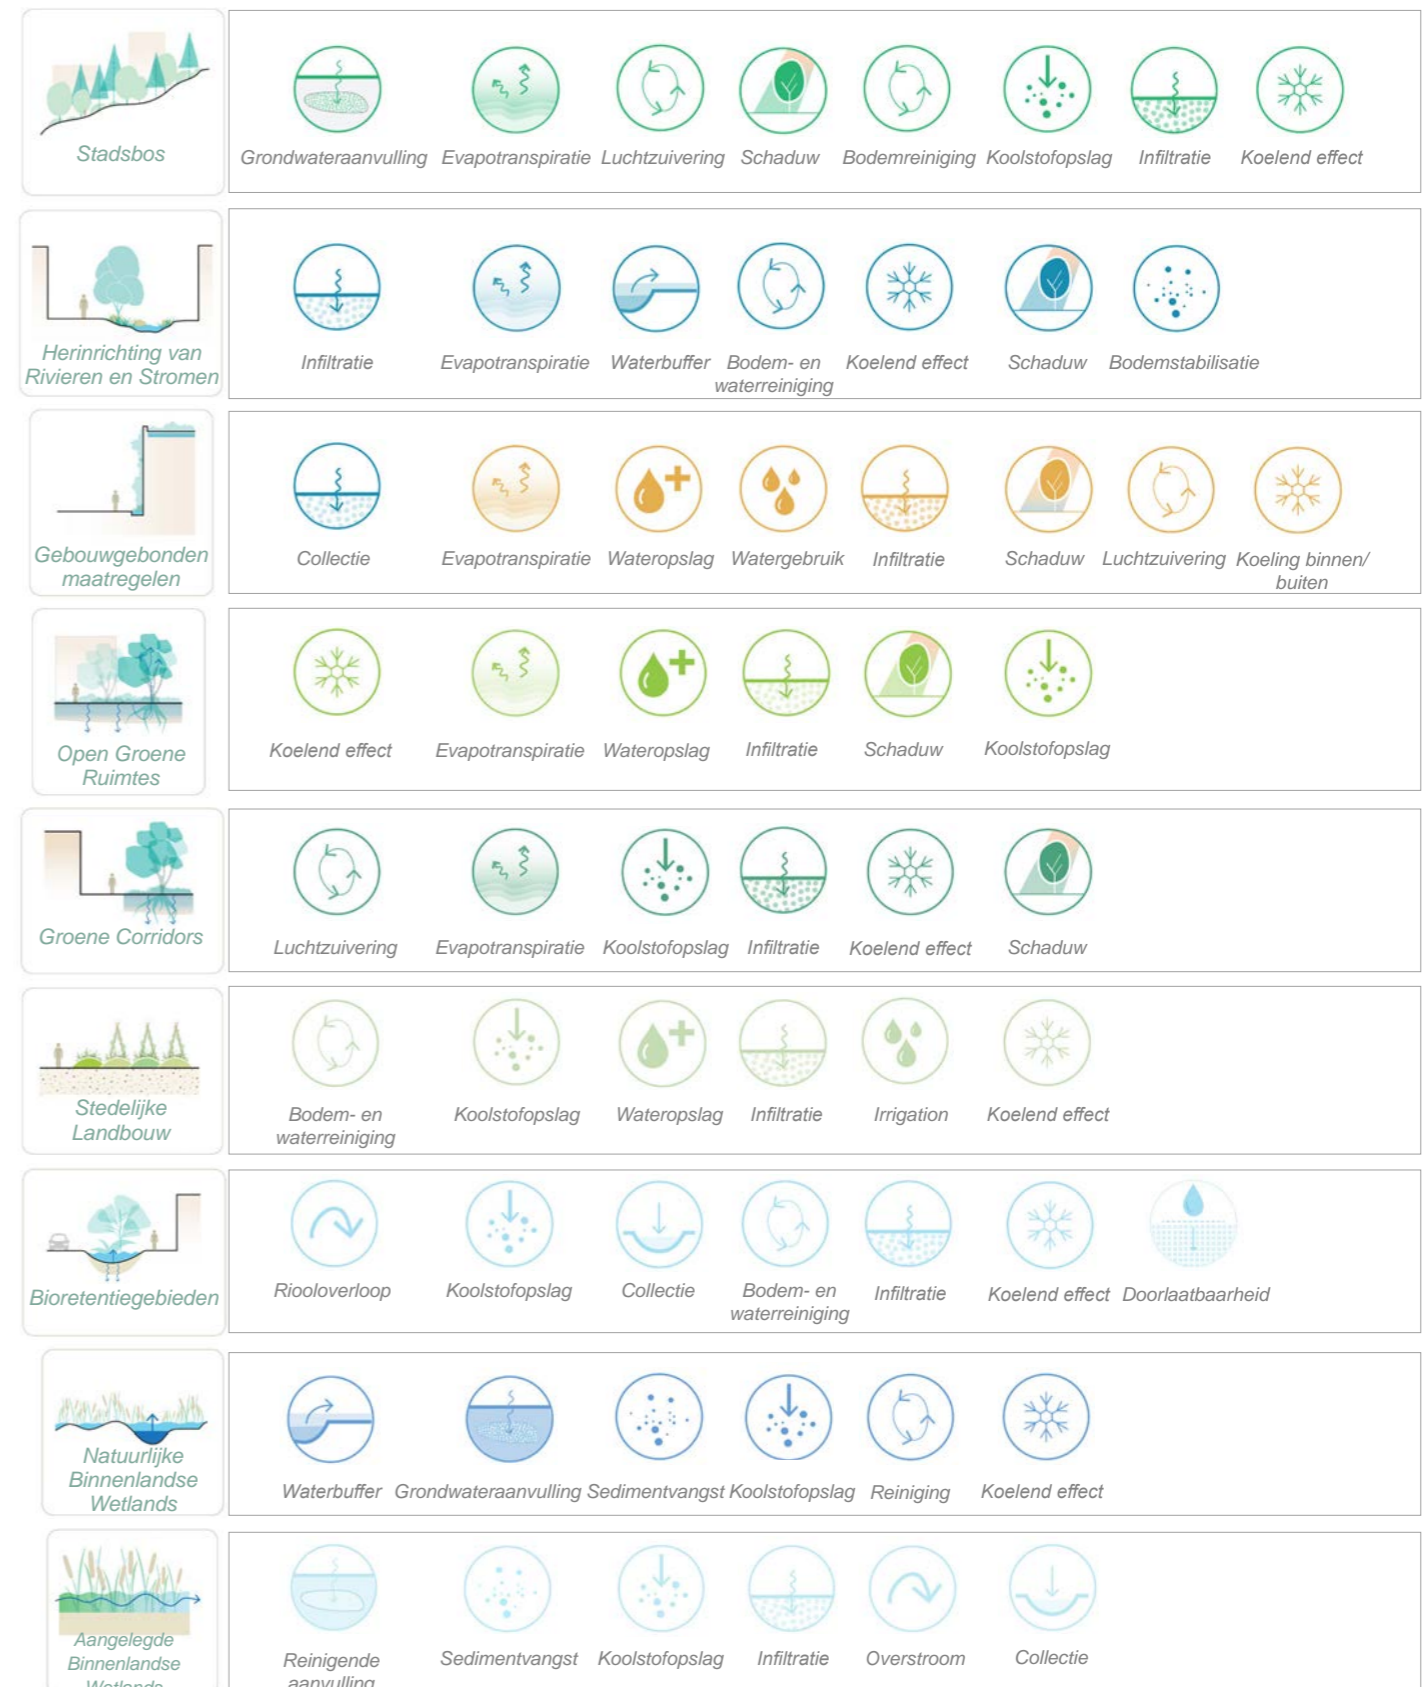 Stadsbos
Grondwateraanvulling Evapotranspiratie Luchtzuivering Schaduw Bodemreiniging Koolstofopslag Infiltratie Koelend effect
Herinrichting van
Rivieren en Stromen
Infiltratie Evapotranspiratie Waterbuffer Bodem- en Koelend effect Schaduw Bodemstabilisatie
waterreiniging
Gebouwgebonden
maatregelen
Collectie Evapotranspiratie Wateropslag Watergebruik Infiltratie Schaduw Luchtzuivering Koeling binnen/
buiten
Open Groene
Ruimtes
Koelend effect Evapotranspiratie Wateropslag Infiltratie Schaduw Koolstofopslag
Groene Corridors
Luchtzuivering Evapotranspiratie Koolstofopslag Infiltratie Koelend effect Schaduw
Stedelijke
Landbouw
Bodem- en Koolstofopslag Wateropslag Infiltratie Irrigation Koelend effect
waterreiniging
Bioretentiegebieden
Riooloverloop Koolstofopslag Collectie Bodem- en Infiltratie Koelend effect Doorlaatbaarheid
waterreiniging
Natuurlijke
Binnenlandse
Wetlands
Waterbuffer Grondwateraanvulling Sedimentvangst Koolstofopslag Reiniging Koelend effect
Aangelegde
Binnenlandse
Wetlands
Reinigende Sedimentvangst Koolstofopslag Infiltratie Overstroom Collectie
aanvulling